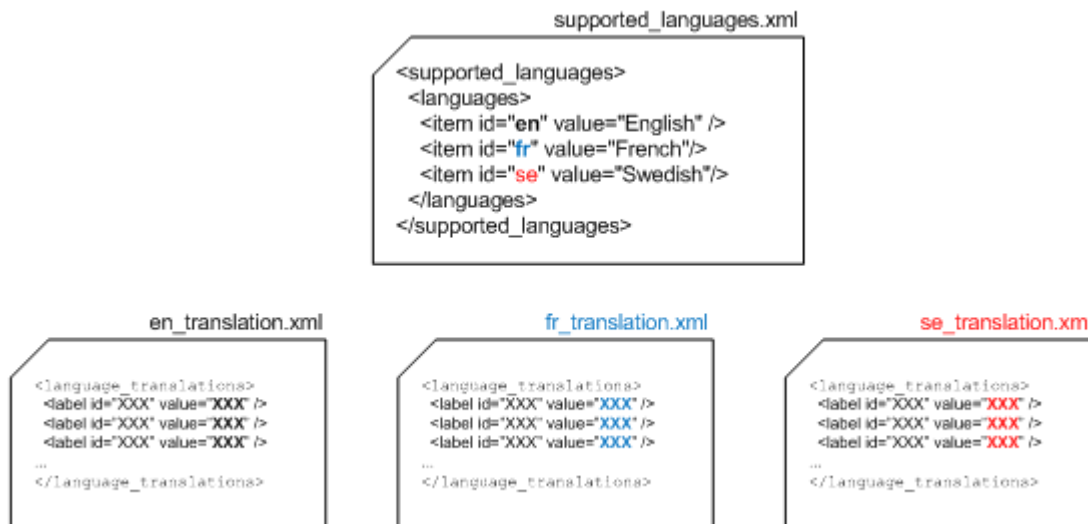 supported_languages.xml
<supported_languages>
<languages>
<item id="en" value="English" />
<item id="fr" value="French"/>
<item id="se" value="Swedish"/>
</languages>
</supported_languages>
en_translation.xml
<language_translations>
<label id="XXX" value="XXX" />
<label id="XXX" value="XXX" />
<label id="XXX" value="XXX" />
...
</language_translations>
fr_translation.xml
<language_translations>
<label id="XXX" value="XXX" />
<label id="XXX" value="XXX" />
<label id="XXX" value="XXX" />
...
</language_translations>
se_translation.xm
<language_translations>
<label id="XXX" value="XXX" />
<label id="XXX" value="XXX" />
<label id="XXX" value="XXX" />
...
</language_translations>